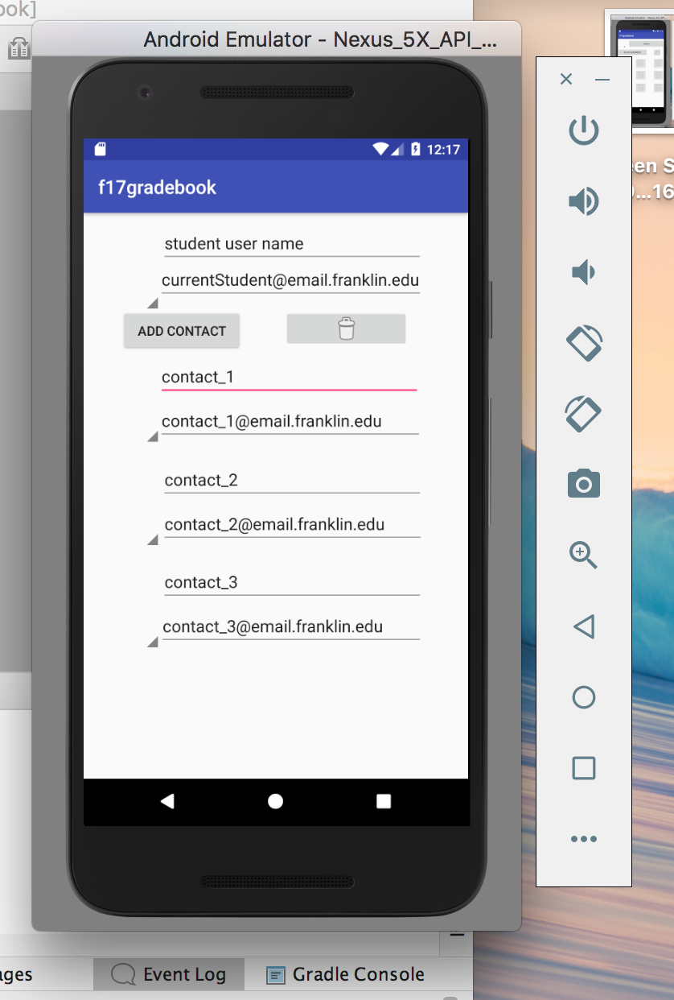 ook]
Android Emulator - Nexus_5X_API_...
12:17
f17gradebook
student user name
currentStudent@email.franklin.edu
ADD CONTACT
contact_1
contact_1@email.franklin.edu
contact_2
contact_2@email.franklin.edu
contact_3
contact_3@email.franklin.edu
een S
...16
ages
Event Log
Gradle Console